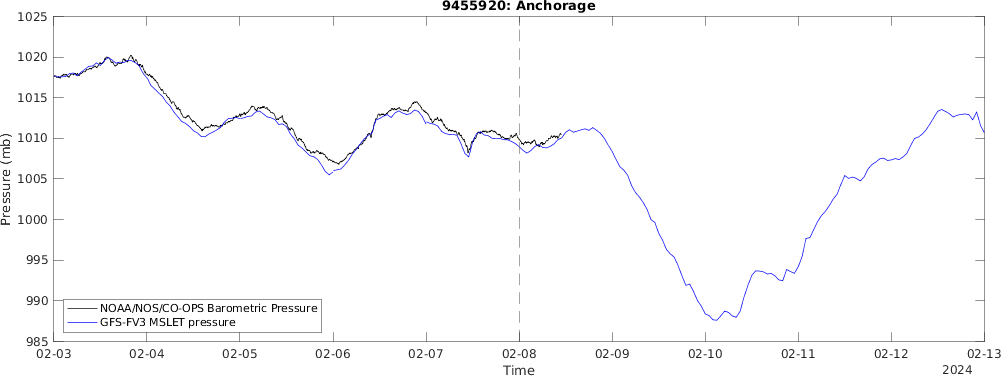 9455920: Anchorage
1025
1020
1015
1010
1005
1000
995
990
985
Pressure (mb)
NOAA/NOS/CO-OPS Barometric Pressure
GFS-FV3 MSLET pressure
02-03 02-04 02-05 02-06 02-07 02-08 02-09 02-10 02-11 02-12 02-13
Time
2024